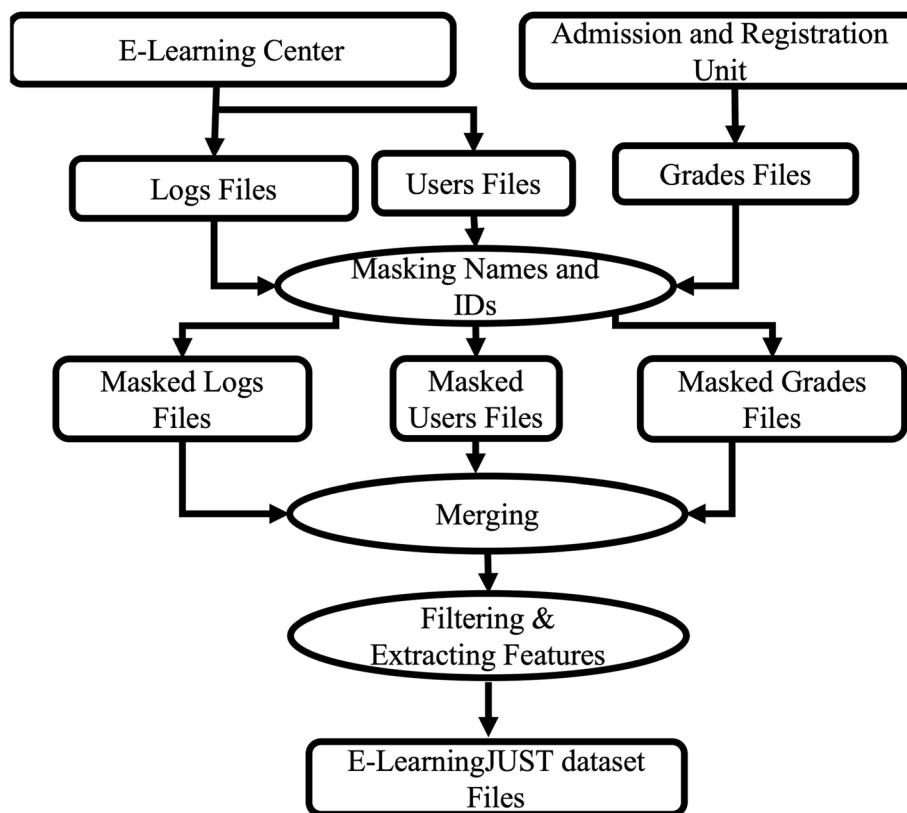 E-Learning Center
Admission and Registration
Unit
Logs Files
Users Files
Grades Files
Masking Names and
IDs
Masked Logs
Files
Masked
Users Files
Masked Grades
Files
Merging
Filtering &
Extracting Features
E-LearningJUST dataset
Files